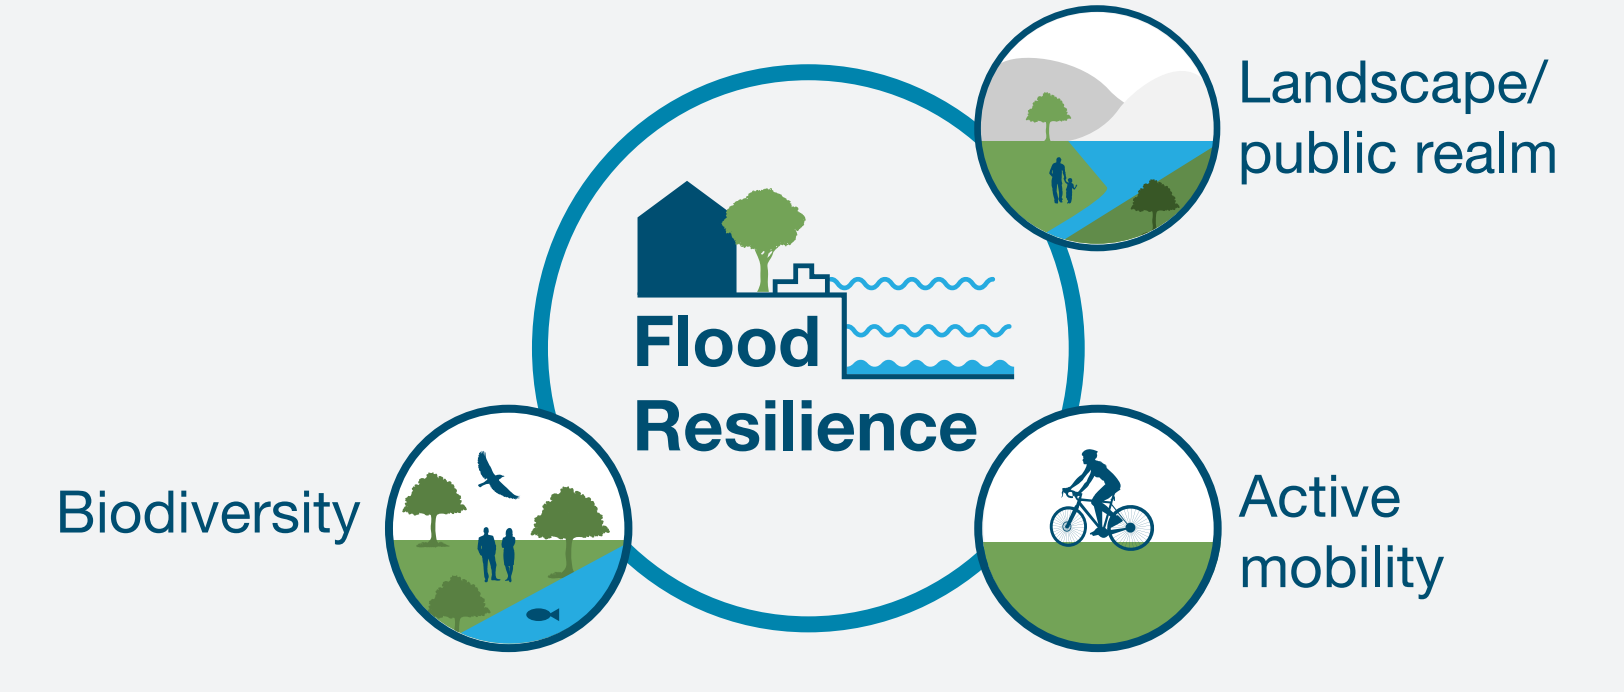 Landscape/
public realm
Flood
Resilience
Biodiversity
Active
mobility